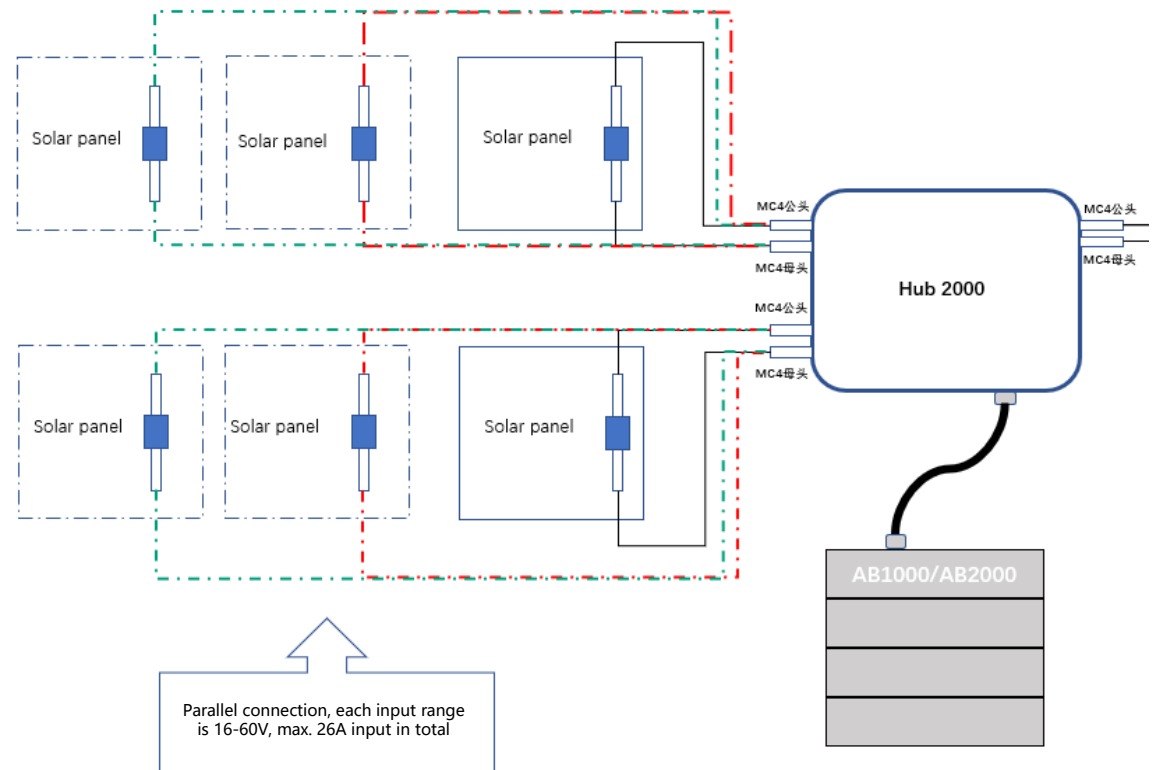 Solar panel
Solar panel
Solar panel
MC4公头
MC4母头
MC4公头
MC4母头
Hub 2000
MC4公头
MC4母头
Solar panel
Solar panel
Solar panel
AB1000/AB2000
Parallel connection, each input range
is 16-60V, max. 26A input in total